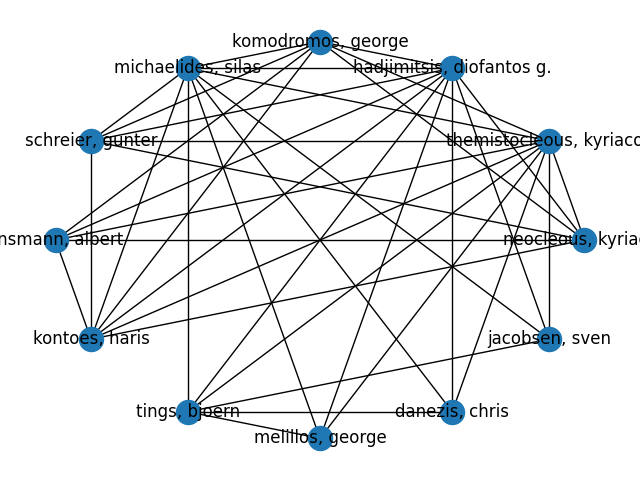 komodromos, george
michaelides, silas
hadjimitsis, diofantos g.
schreier, gunter
themistocleous, kyriaco
nsmann, albert
neocleous, kyriac
kontoes, haris
jacobsen, sven
tings, bjoern
danezis, chris
melillos, george